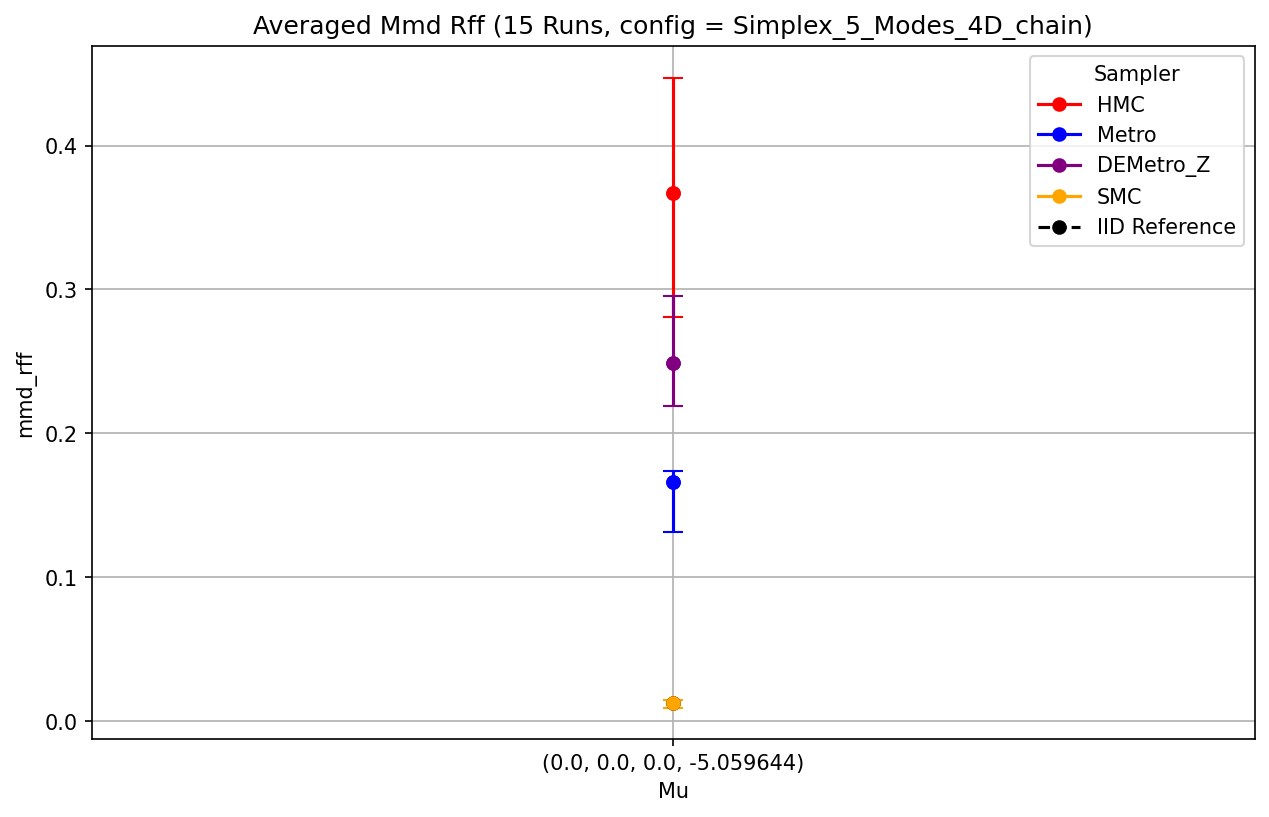 Averaged Mmd Rff (15 Runs, config = Simplex_5_Modes_4D_chain)
Sampler
HMC
Metro
DEMetro_Z
SMC
IID Reference
mmd_rff
0.4
0.3
0.2
0.1
0.0
(0.0, 0.0, 0.0, -5.059644)
Mu